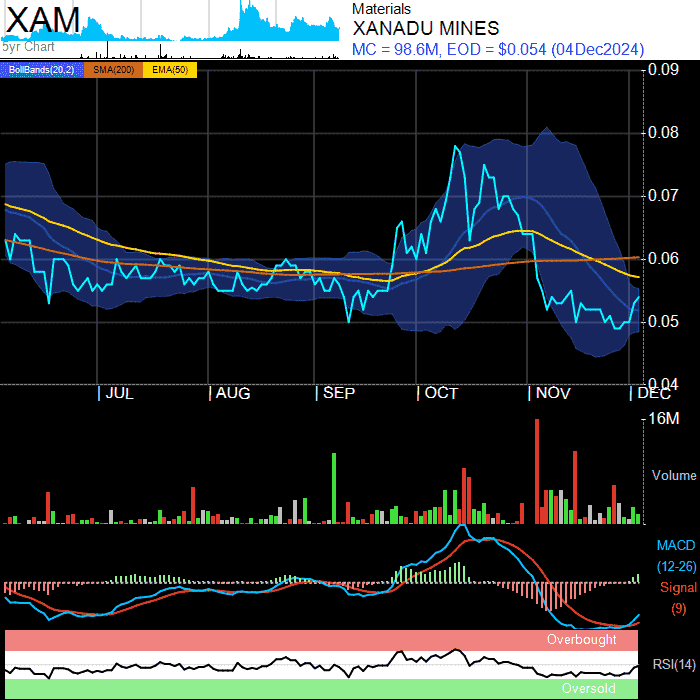 XAM
5yr Chart
Materials
XANADU MINES
MC = 98.6M, EOD = $0.054 (04Dec2024)
BollBands(20,2) SMA(200) EMA(50)
0.09
0.08
0.07
0.06
0.05
0.04
| JUL | AUG | SEP | OCT | NOV | DEC
16M
Volume
MACD
(12-26)
Signal
(9)
Overbought
RSI(14)
Oversold